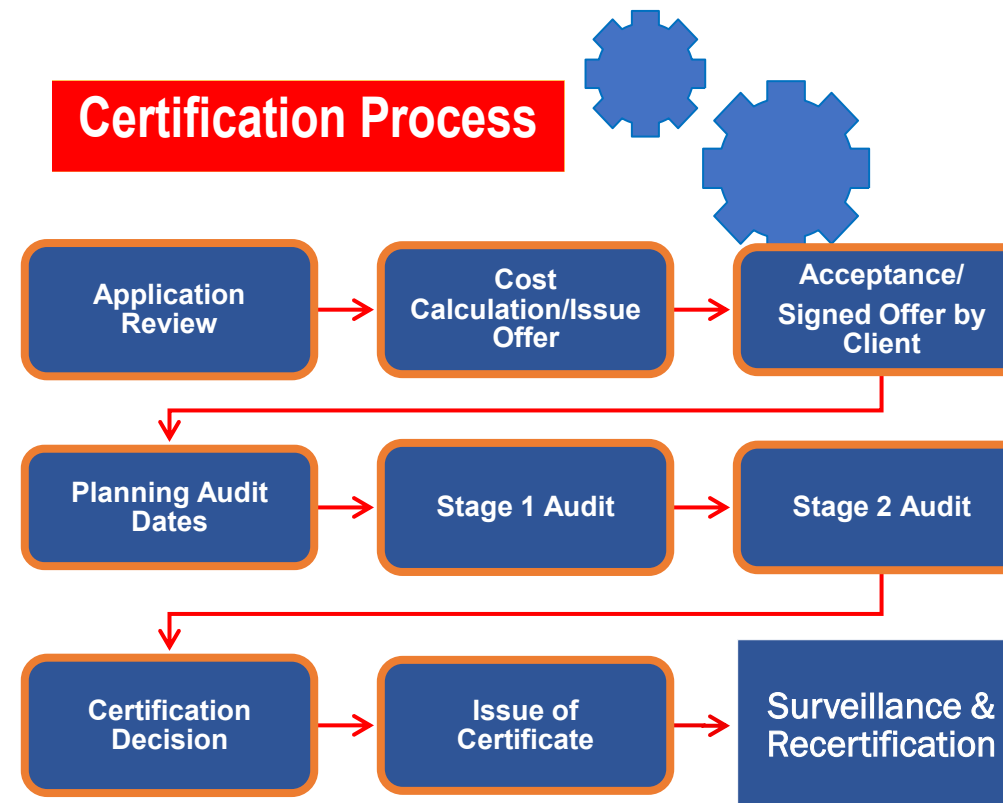 Certification Process
Application
Review
Cost
Calculation/Issue
Offer
Acceptance/
Signed Offer by
Client
Planning Audit
Dates
Stage 1 Audit
Stage 2 Audit
Certification
Decision
Issue of
Certificate
Surveillance &
Recertification